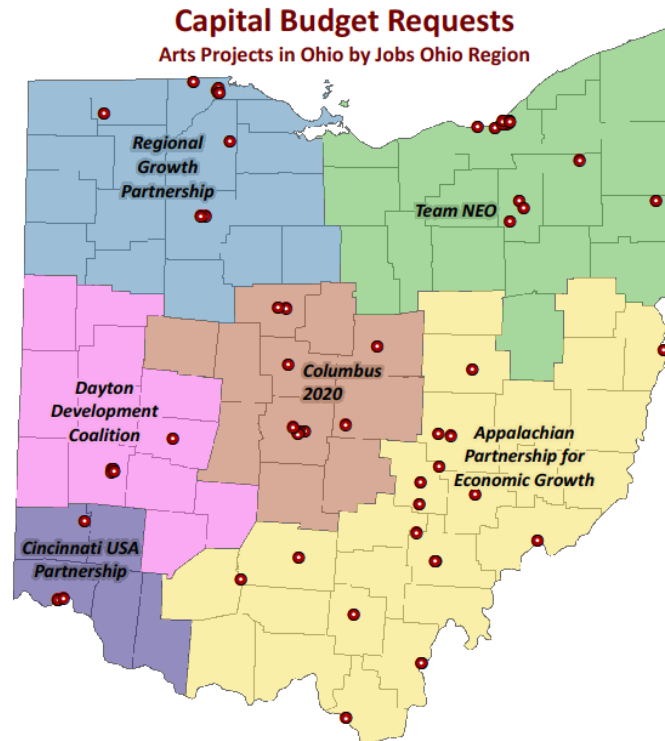 Capital Budget Requests
Arts Projects in Ohio by Jobs Ohio Region
Regional
Growth
Partnership
Team NEO
Columbus
2020
Dayton
Development
Coalition
Appalachian
Partnership for
Economic Growth
Cincinnati USA
Partnership